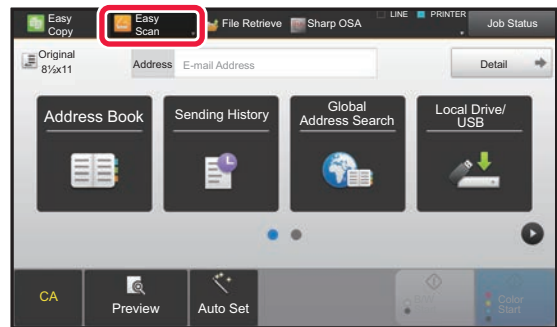 Easy
Copy
Easy
Scan
File Retrieve
Sharp OSA
LINE
PRINTER
Job Status
Original
8½x11
Address
E-mail Address
Detail
Address Book
Sending History
Global
Address Search
Local Drive/
USB
CA
Preview
Auto Set
B/W
Start
Color
Start